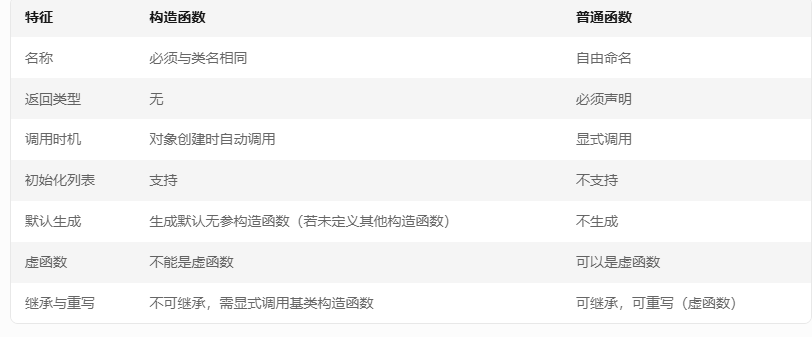 特征 构造函数 普通函数
名称 必须与类名相同 自由命名
返回类型 无 必须声明
调用时机 对象创建时自动调用 显式调用
初始化列表 支持 不支持
默认生成 生成默认无参构造函数（若未定义其他构造函数） 不生成
虚函数 不能是虚函数 可以是虚函数
继承与重写 不可继承，需显式调用基类构造函数 可继承，可重写（虚函数）